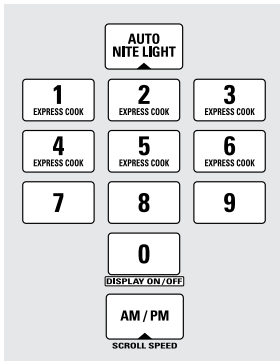 AUTO
NITE LIGHT
1 2 3
EXPRESS COOK EXPRESS COOK EXPRESS COOK
4 5 6
EXPRESS COOK EXPRESS COOK EXPRESS COOK
7 8 9
0
DISPLAY ON/OFF
AM / PM
SCROLL SPEED